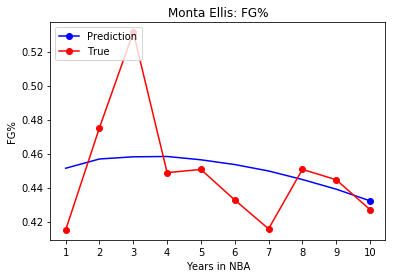 Monta Ellis: FG%
Prediction
True
0.52
0.50
0.48
0.46
0.44
0.42
FG%
1 2 3 4 5 6 7 8 9 10
Years in NBA